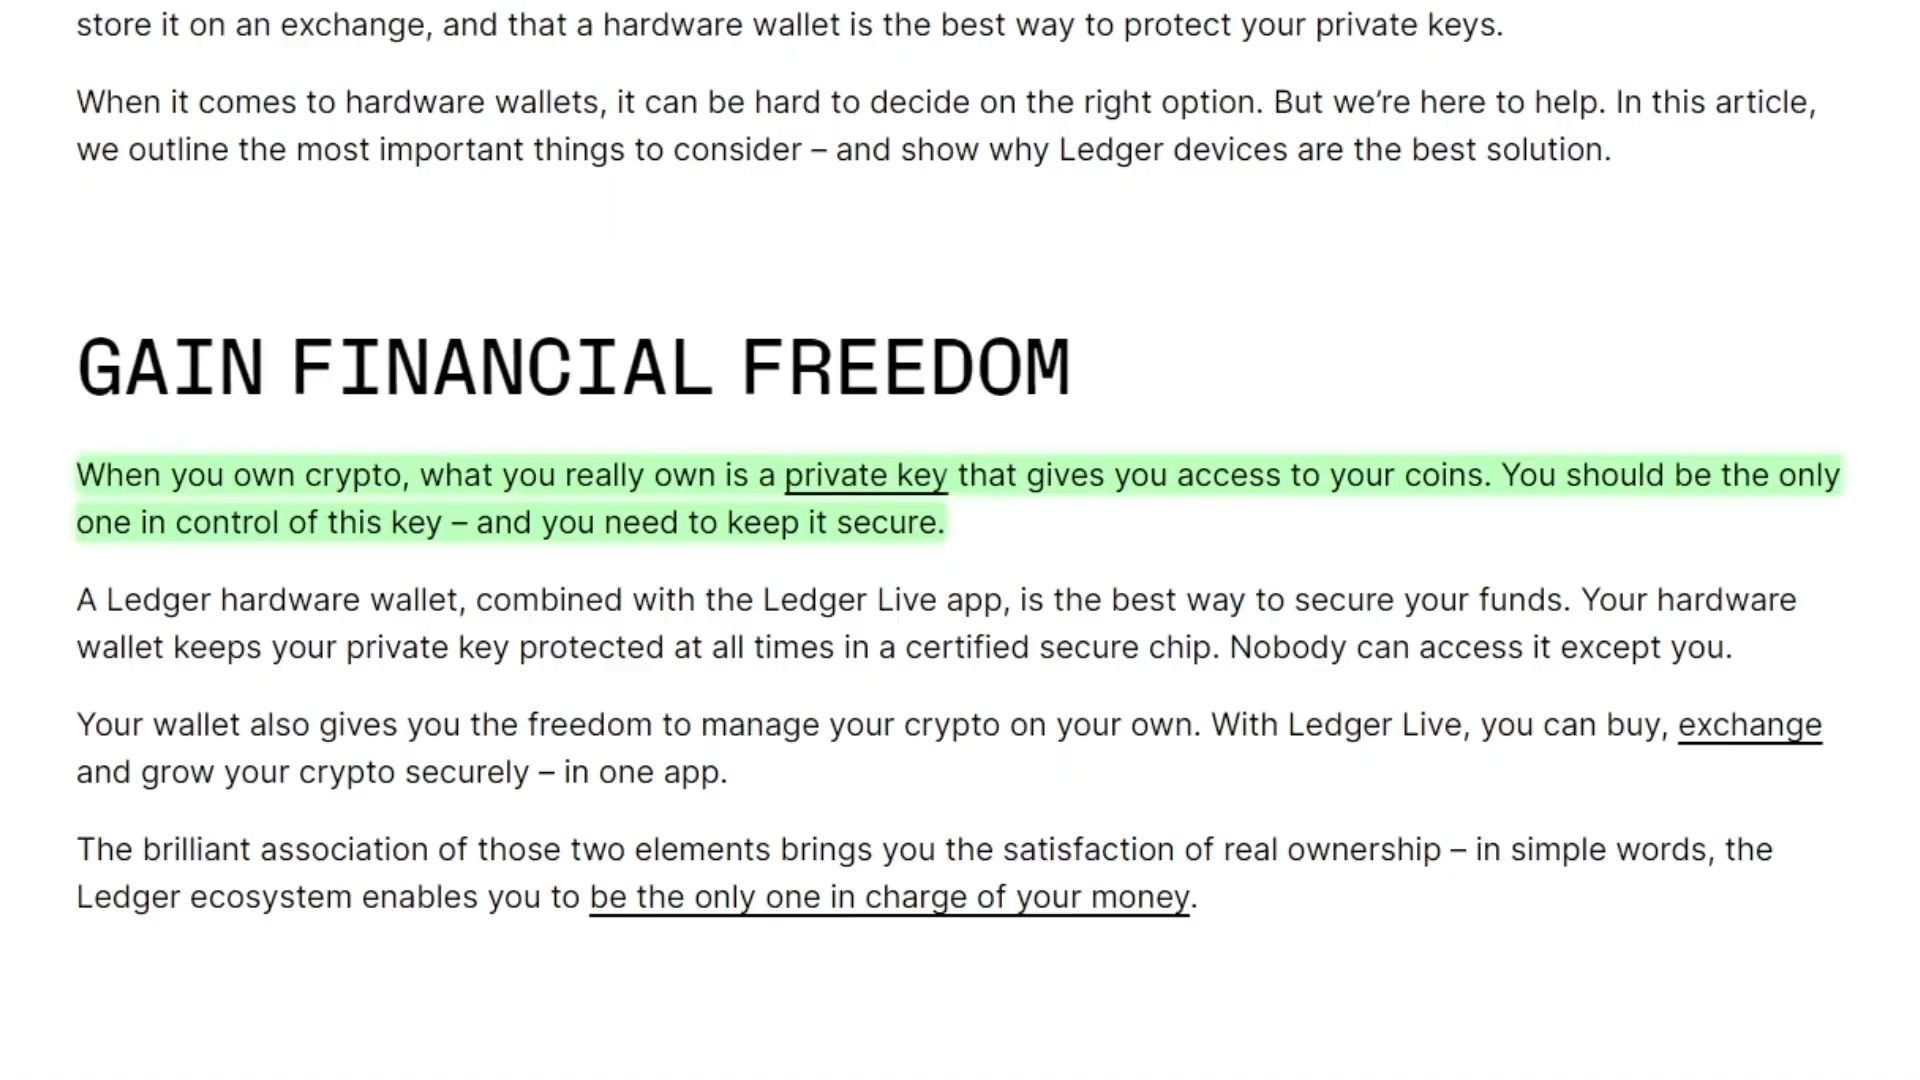 store it on an exchange, and that a hardware wallet is the best way to protect your private keys.
When it comes to hardware wallets, it can be hard to decide on the right option. But we’re here to help. In this article,
we outline the most important things to consider – and show why Ledger devices are the best solution.
GAIN FINANCIAL FREEDOM
When you own crypto, what you really own is a private key that gives you access to your coins. You should be the only
one in control of this key – and you need to keep it secure.
A Ledger hardware wallet, combined with the Ledger Live app, is the best way to secure your funds. Your hardware
wallet keeps your private key protected at all times in a certified secure chip. Nobody can access it except you.
Your wallet also gives you the freedom to manage your crypto on your own. With Ledger Live, you can buy, exchange
and grow your crypto securely – in one app.
The brilliant association of those two elements brings you the satisfaction of real ownership – in simple words, the
Ledger ecosystem enables you to be the only one in charge of your money.